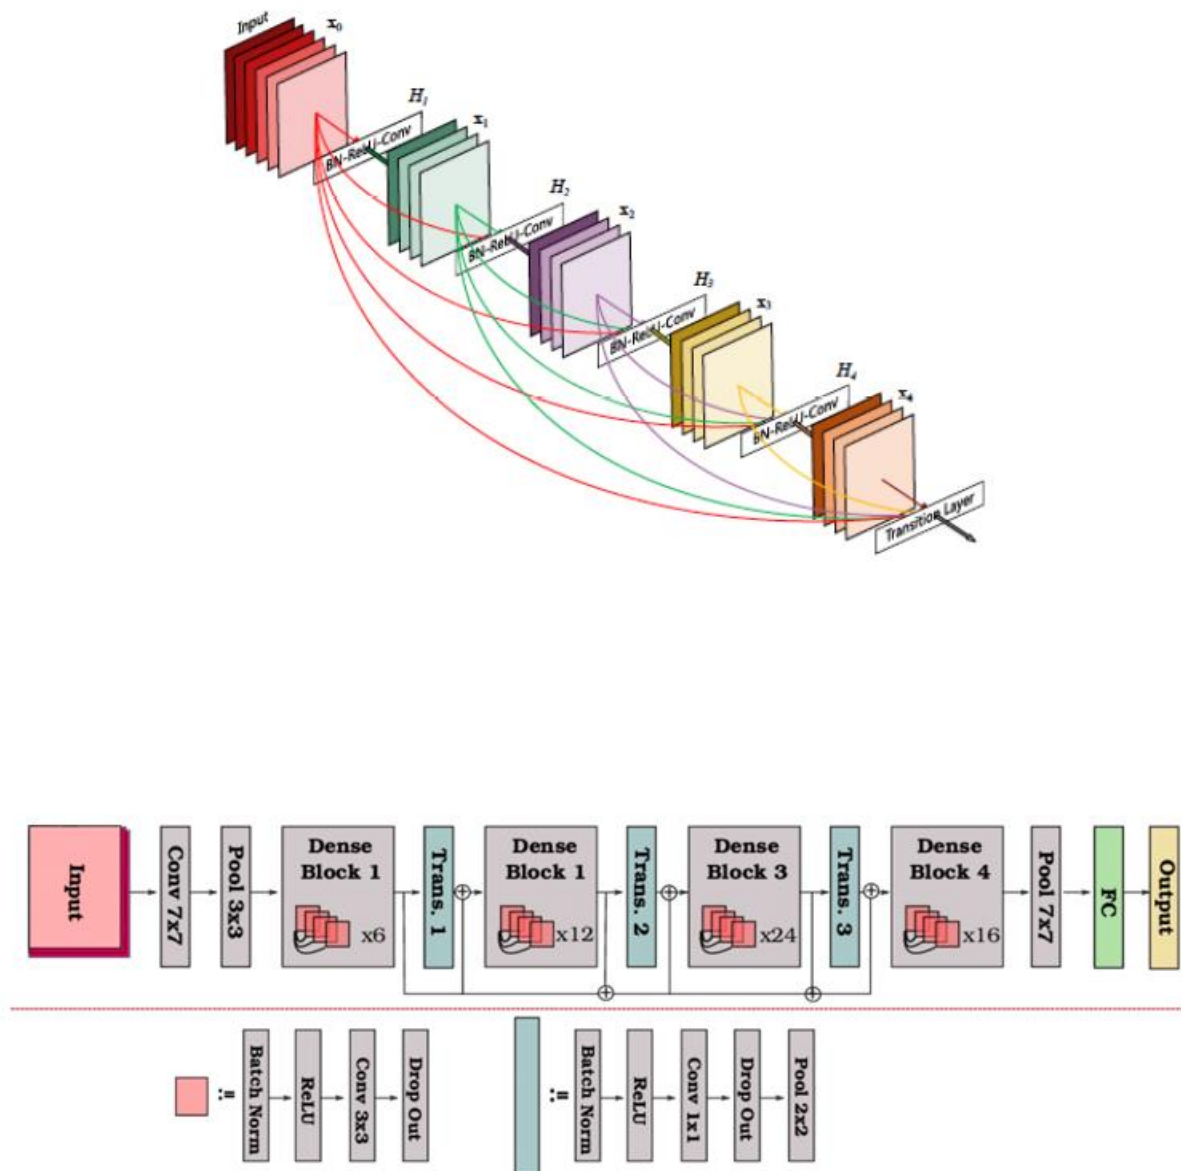 Input
x0
H1
BN-ReLU-Conv
x1
H2
BN-ReLU-Conv
x2
H3
BN-ReLU-Conv
x3
H4
BN-ReLU-Conv
x4
Transition Layer
Input
Conv 7x7
Pool 3x3
Dense
Block 1
x6
Trans. 1
Dense
Block 1
x12
Trans. 2
Dense
Block 3
x24
Trans. 3
Dense
Block 4
x16
Pool 7x7
FC
Output
::=
Batch Norm
ReLU
Conv 3x3
Drop Out
::=
Batch Norm
ReLU
Conv 1x1
Drop Out
Pool 2x2